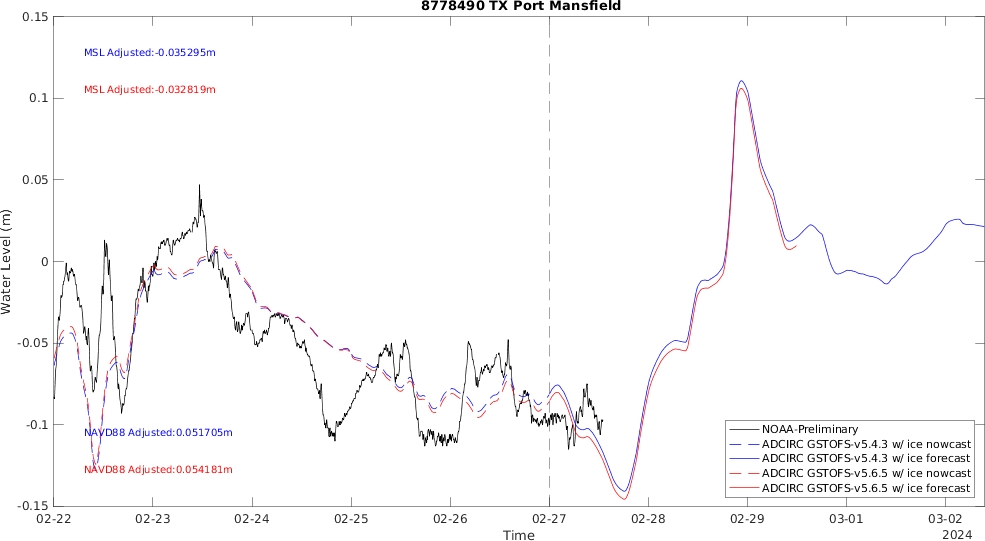 8778490 TX Port Mansfield
0.15
MSL Adjusted:-0.035295m
MSL Adjusted:-0.032819m
0.1
0.05
0
-0.05
-0.1
-0.15
Water Level (m)
NAVD88 Adjusted:0.051705m
NAVD88 Adjusted:0.054181m
NOAA-Preliminary
ADCIRC GSTOFS-v5.4.3 w/ ice nowcast
ADCIRC GSTOFS-v5.4.3 w/ ice forecast
ADCIRC GSTOFS-v5.6.5 w/ ice nowcast
ADCIRC GSTOFS-v5.6.5 w/ ice forecast
02-22 02-23 02-24 02-25 02-26 02-27 02-28 02-29 03-01 03-02
Time
2024